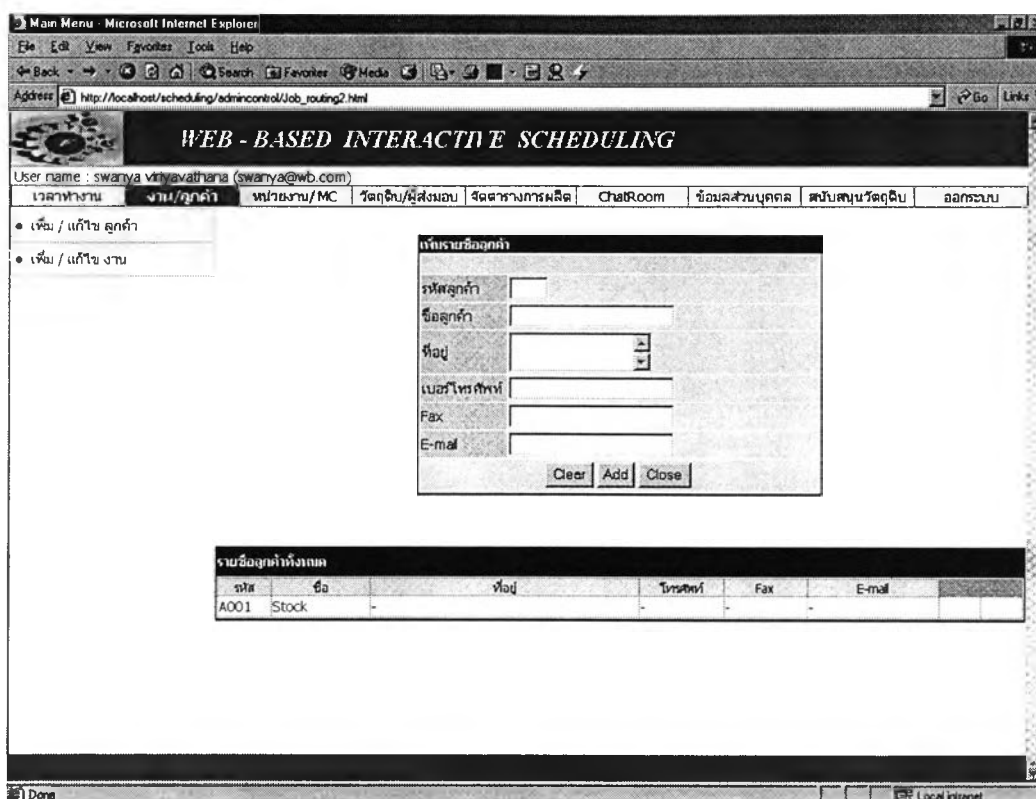 Main Menu - Microsoft Internet Explorer
File Edit View Favorites Tools Help
Back Search Favorites Media
Address http://localhost/scheduling/admincontrol/Job_routing2.html Go Links
WEB - BASED INTERACTIVE SCHEDULING
User name : swanya viriyavathana (swanya@wb.com)
เวลาทำงาน งาน/ลูกค้า หน่วยงาน/MC วัตถุดิบ/ผู้ส่งมอบ จัดตารางการผลิต ChatRoom ข้อมูลส่วนบุคคล สนับสนุนวัตถุดิบ ออกระบบ
เพิ่ม / แก้ไข ลูกค้า
เพิ่ม / แก้ไข งาน
เพิ่มรายชื่อลูกค้า
รหัสลูกค้า
ชื่อลูกค้า
ที่อยู่
เบอร์โทรศัพท์
Fax
E-mail
Clear Add Close
รายชื่อลูกค้าทั้งหมด
รหัส ชื่อ ที่อยู่ โทรศัพท์ Fax E-mail
A001 Stock - - - -
Done Local intranet